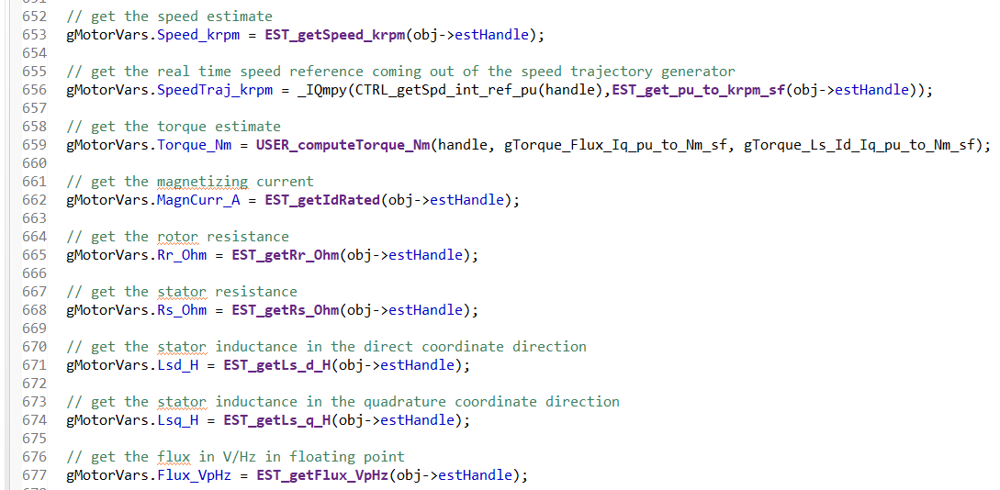 652 // get the speed estimate
653 gMotorVars.Speed_krpm = EST_getSpeed_krpm(obj->estHandle);
654
655 // get the real time speed reference coming out of the speed trajectory generator
656 gMotorVars.SpeedTraj_krpm = _IQmpy(CTRL_getSpd_int_ref_pu(handle),EST_get_pu_to_krpm_sf(obj->estHandle));
657
658 // get the torque estimate
659 gMotorVars.Torque_Nm = USER_computeTorque_Nm(handle, gTorque_Flux_Iq_pu_to_Nm_sf, gTorque_Ls_Id_Iq_pu_to_Nm_sf);
660
661 // get the magnetizing current
662 gMotorVars.MagnCurr_A = EST_getIdRated(obj->estHandle);
663
664 // get the rotor resistance
665 gMotorVars.Rr_Ohm = EST_getRr_Ohm(obj->estHandle);
666
667 // get the stator resistance
668 gMotorVars.Rs_Ohm = EST_getRs_Ohm(obj->estHandle);
669
670 // get the stator inductance in the direct coordinate direction
671 gMotorVars.Lsd_H = EST_getLs_d_H(obj->estHandle);
672
673 // get the stator inductance in the quadrature coordinate direction
674 gMotorVars.Lsq_H = EST_getLs_q_H(obj->estHandle);
675
676 // get the flux in V/Hz in floating point
677 gMotorVars.Flux_VpHz = EST_getFlux_VpHz(obj->estHandle);